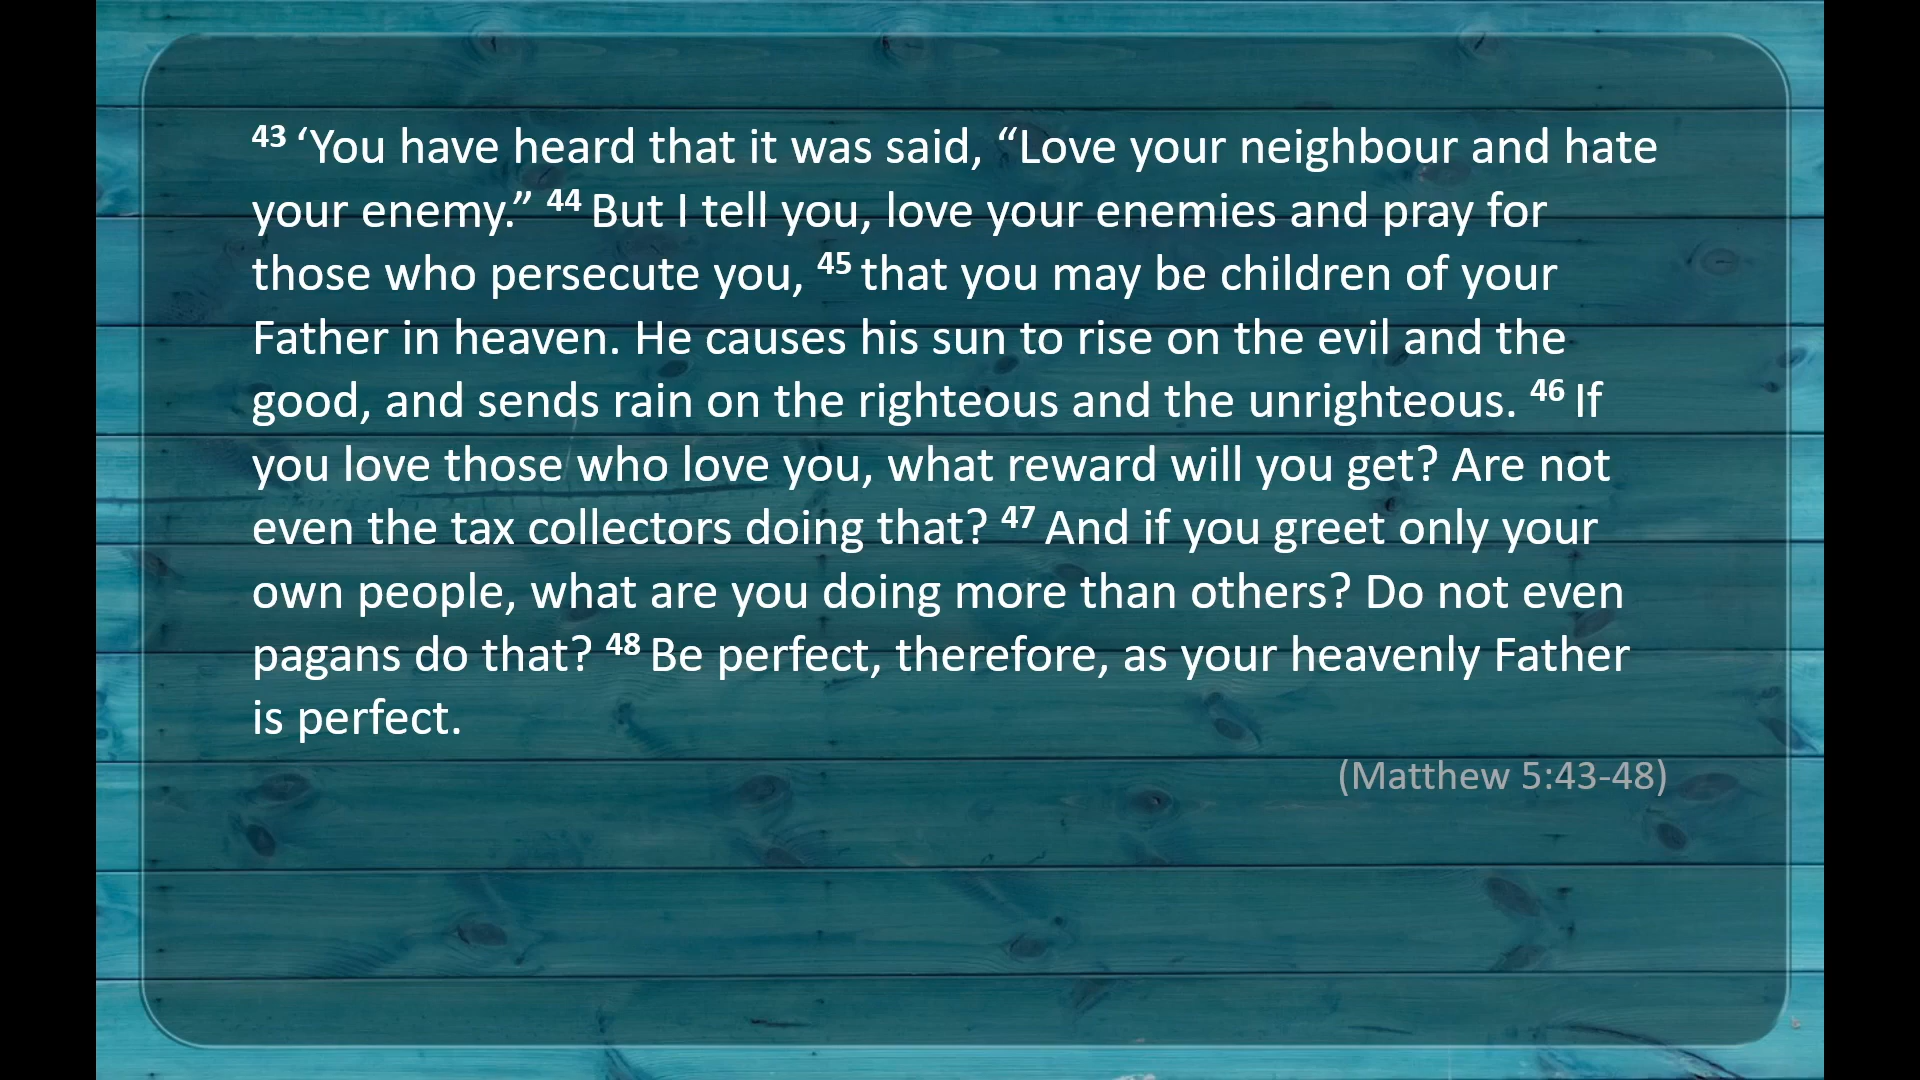 43 ‘You have heard that it was said, “Love your neighbour and hate
your enemy.” 44 But I tell you, love your enemies and pray for
those who persecute you, 45 that you may be children of your
Father in heaven. He causes his sun to rise on the evil and the
good, and sends rain on the righteous and the unrighteous. 46 If
you love those who love you, what reward will you get? Are not
even the tax collectors doing that? 47 And if you greet only your
own people, what are you doing more than others? Do not even
pagans do that? 48 Be perfect, therefore, as your heavenly Father
is perfect.
(Matthew 5:43-48)